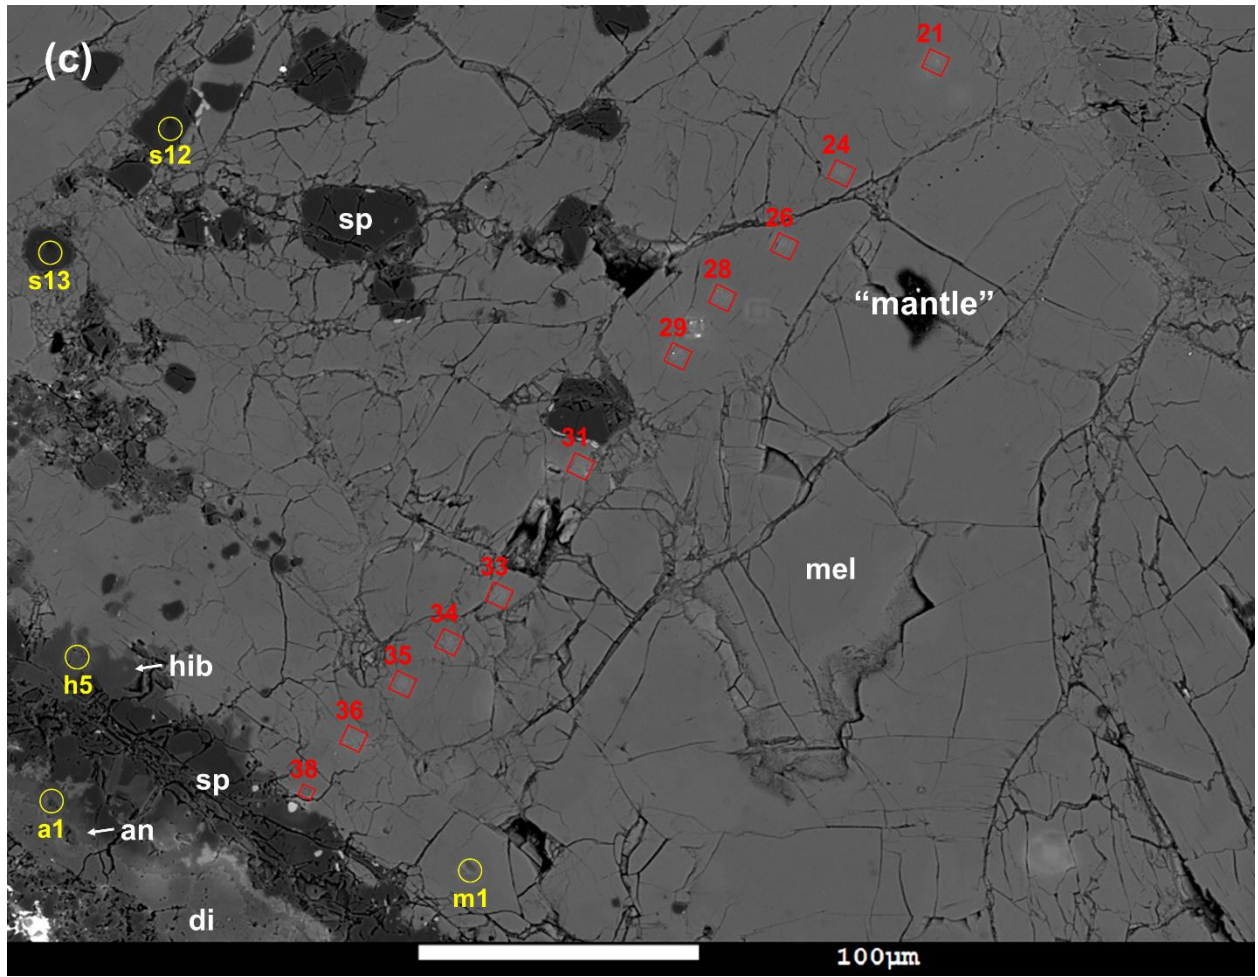 (c)
21
s12
24
sp
26
s13
28
"mantle"
29
31
mel
33
34
35
hib
h5
36
38
sp
a1
an
m1
di
100μm